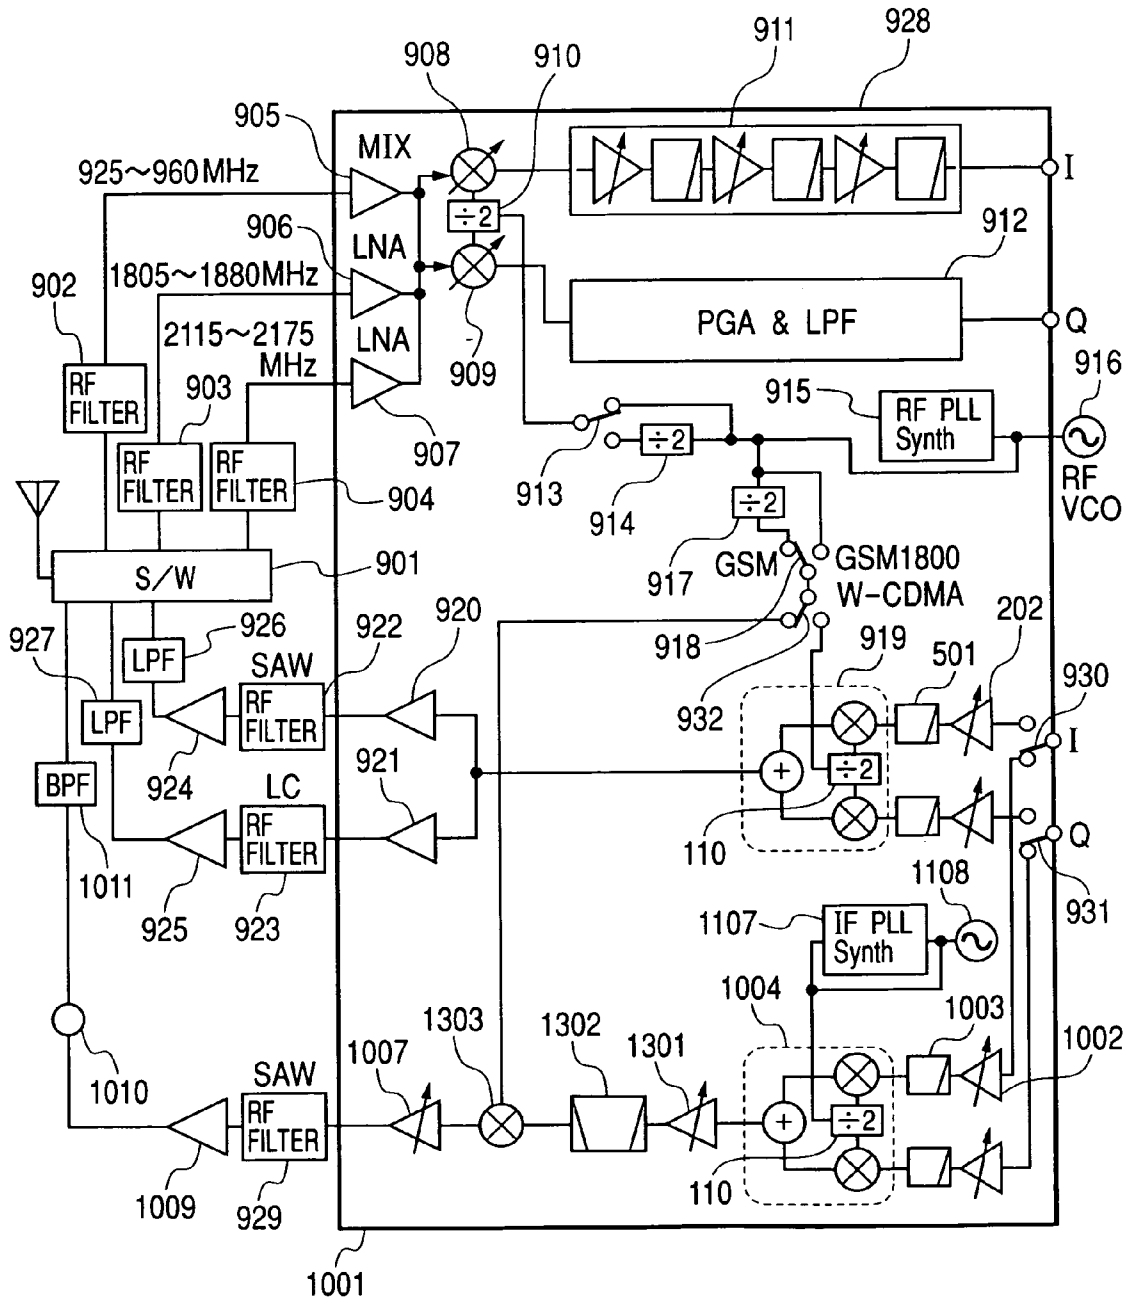 908
910
911
928
905
MIX
925~960MHz
I
÷2
906
LNA
912
1805~1880MHz
902
PGA & LPF
Q
2115~2175
MHz
LNA
909
916
903
915
RF
FILTER
RF PLL
Synth
907
÷2
RF
FILTER
RF
FILTER
913
RF
VCO
904
914
÷2
917
GSM
GSM1800
W-CDMA
S/W
901
927
926
922
920
918
919
202
LPF
SAW
501
930
RF
FILTER
932
LPF
I
924
921
÷2
BPF
LC
RF
FILTER
110
Q
1011
925
923
1108
931
1107
IF PLL
Synth
1004
1003
1303
1302
1301
1002
1007
1010
SAW
RF
FILTER
÷2
110
1009
929
1001
+
+